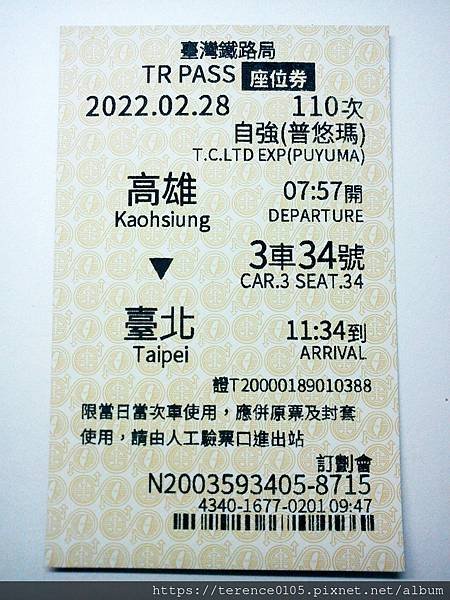 臺灣鐵路局
TR PASS 座位券
2022.02.28 110次
自強(普悠瑪)
T.C.LTD EXP(PUYUMA)
高雄 07:57開
Kaohsiung DEPARTURE
3車34號
CAR.3 SEAT.34
臺北 11:34到
Taipei ARRIVAL
證T20000189010388
限當日當次車使用，應併原票及封套
使用，請由人工驗票口進出站
訂劃會
N2003593405-8715
4340-1677-0201 09:47
https://terence0105.pixnet.net/album